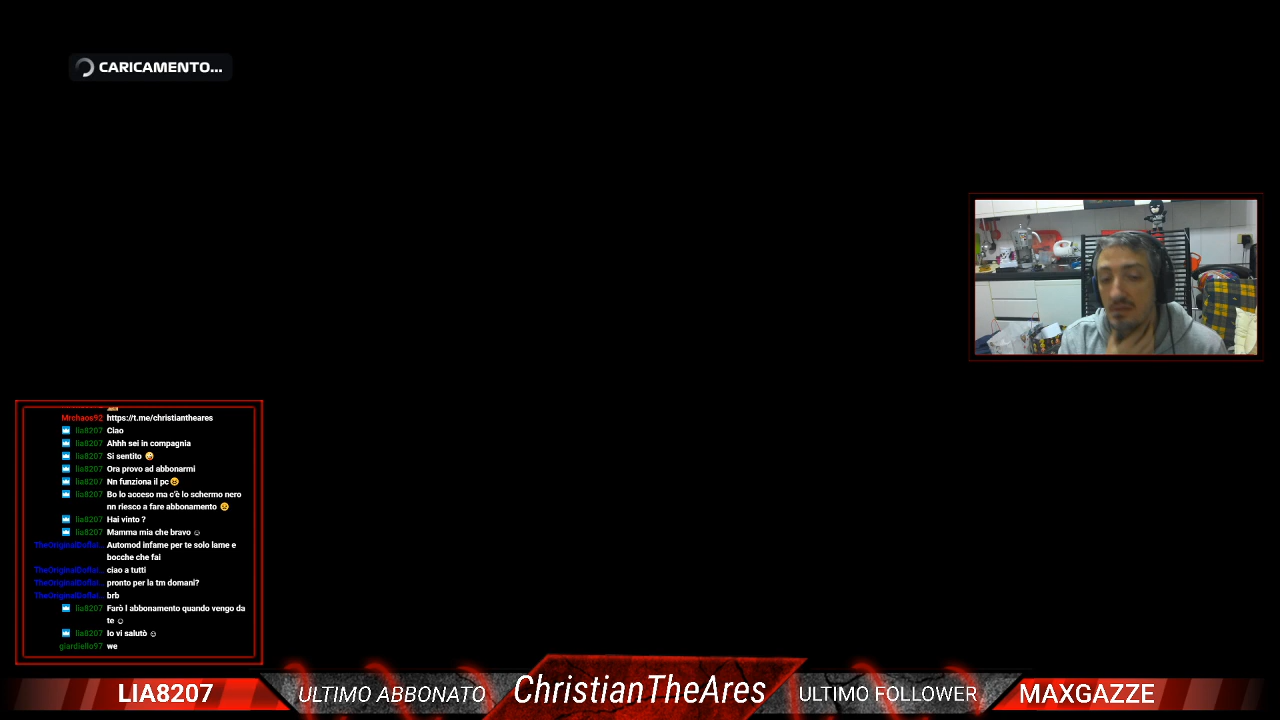 CARICAMENTO...
Mrchaos92 https://t.me/christiantheares
lia8207 Ciao
lia8207 Ahhh sei in compagnia
lia8207 Si sentito
lia8207 Ora provo ad abbonarmi
lia8207 Nn funziona il pc
lia8207 Bo lo acceso ma c'è lo schermo nero
nn riesco a fare abbonamento
lia8207 Hai vinto ?
lia8207 Mamma mia che bravo
TheOriginalDaffar... Automod infame per te solo lame e
bocche che fai
ciao a tutti
pronto per la tm domani?
brb
lia8207 Farò l abbonamento quando vengo da
te
lia8207 Io vi salutò
giardiello97 we
LIA8207 ULTIMO ABBONATO ChristianTheAres ULTIMO FOLLOWER MAXGAZZE